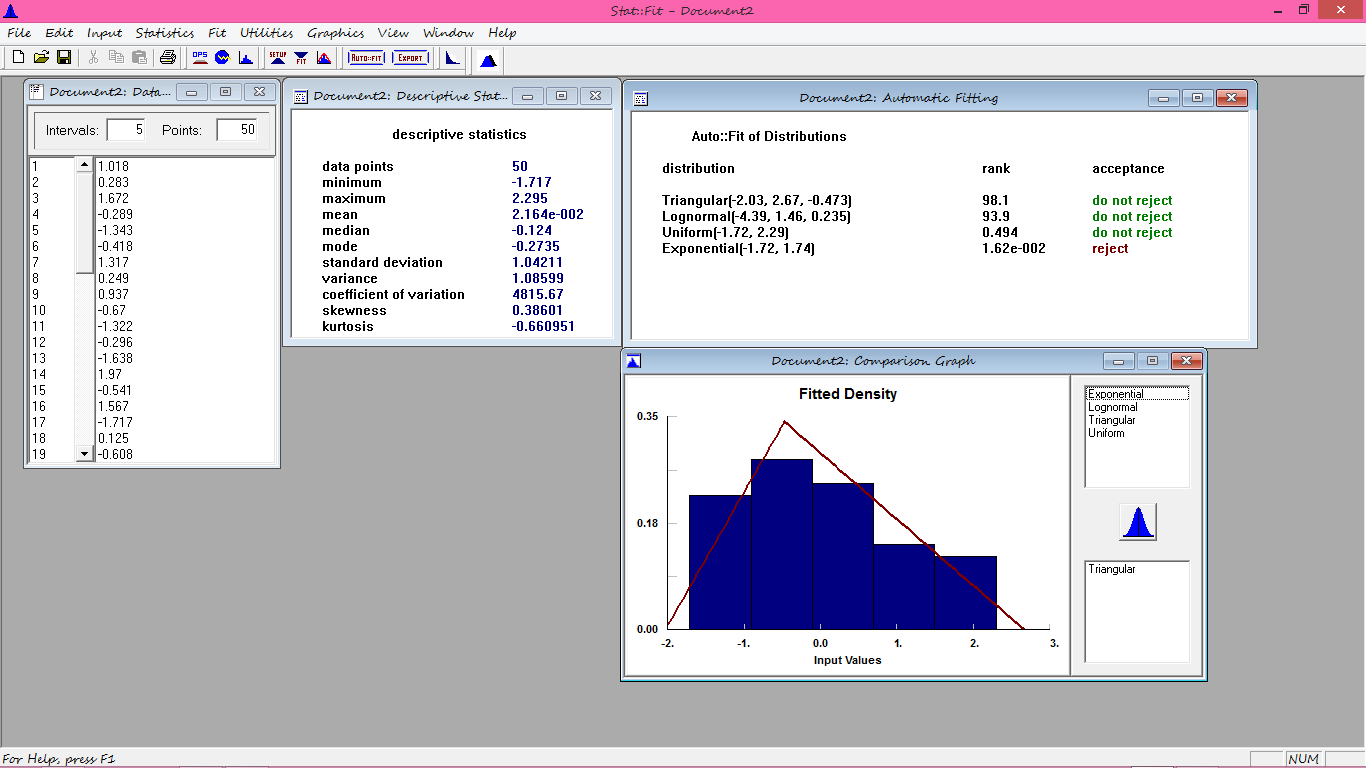 Stat::Fit - Document2
File Edit Input Statistics Fit Utilities Graphics View Window Help
OPS SETUP FIT FIT AUTO::FIT EXPORT
Document2: Data...
Intervals: 5 Points: 50
1 1.018
2 0.283
3 1.672
4 -0.289
5 -1.343
6 -0.418
7 1.317
8 0.249
9 0.937
10 -0.67
11 -1.322
12 -0.296
13 -1.638
14 1.97
15 -0.541
16 1.567
17 -1.717
18 0.125
19 -0.608
Document2: Descriptive Stat...
descriptive statistics
data points 50
minimum -1.717
maximum 2.295
mean 2.164e-002
median -0.124
mode -0.2735
standard deviation 1.04211
variance 1.08599
coefficient of variation 4815.67
skewness 0.38601
kurtosis -0.660951
Document2: Automatic Fitting
Auto::Fit of Distributions
distribution rank acceptance
Triangular(-2.03, 2.67, -0.473) 98.1 do not reject
Lognormal(-4.39, 1.46, 0.235) 93.9 do not reject
Uniform(-1.72, 2.29) 0.494 do not reject
Exponential(-1.72, 1.74) 1.62e-002 reject
Document2: Comparison Graph
Fitted Density
0.35
0.18
0.00
-2. -1. 0.0 1. 2. 3.
Input Values
Exponential
Lognormal
Triangular
Uniform
Triangular
For Help, press F1
NUM